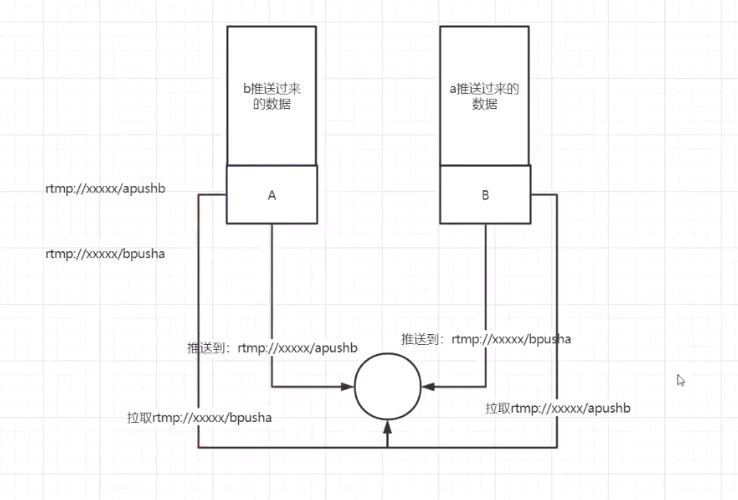 b推送过来
的数据
a推送过来的
数据
rtmp://xxxxx/apushb
A
B
rtmp://xxxxx/bpusha
推送到：rtmp://xxxxx/apushb
推送到：rtmp://xxxxx/bpusha
拉取rtmp://xxxxx/bpusha
拉取rtmp://xxxxx/apushb